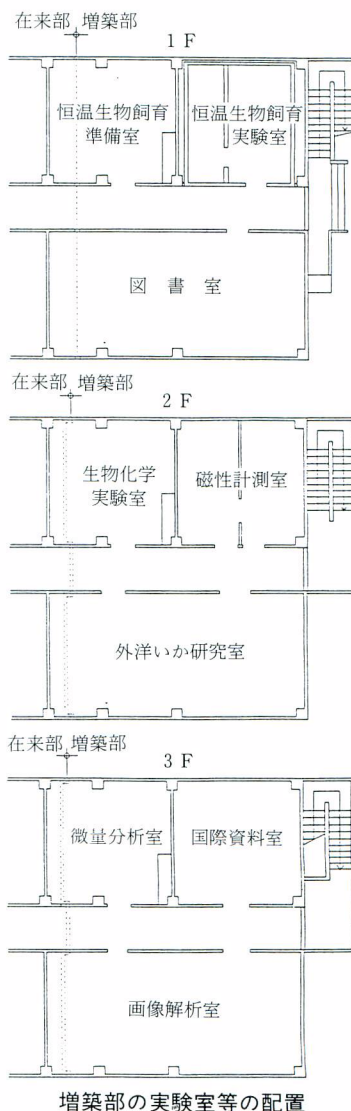 在来部 増築部
1F
恒温生物飼育
準備室
恒温生物飼育
実験室
図書室
在来部 増築部
2F
生物化学
実験室
磁性計測室
外洋いか研究室
在来部 増築部
3F
微量分析室
国際資料室
画像解析室
増築部の実験室等の配置